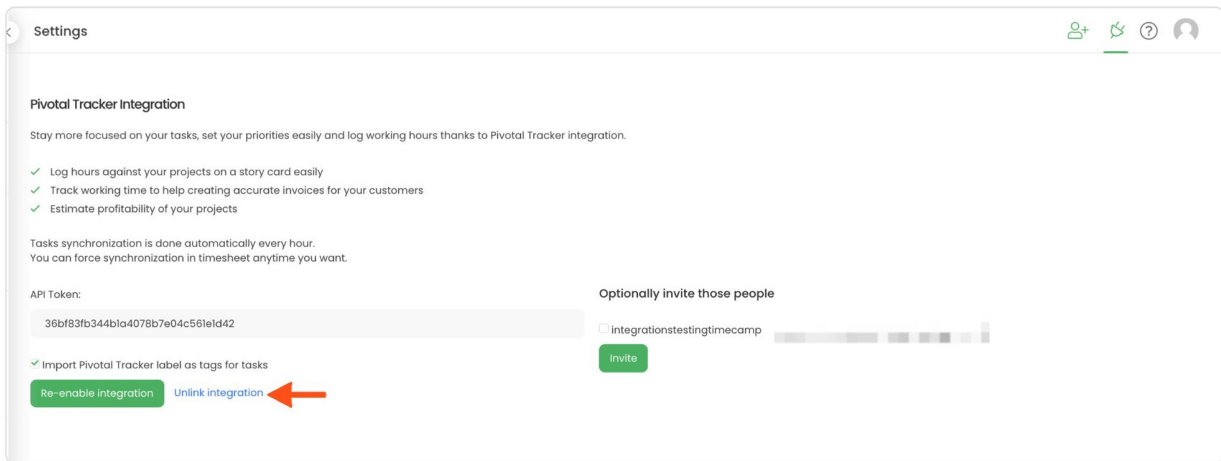 Settings
Pivotal Tracker Integration
Stay more focused on your tasks, set your priorities easily and log working hours thanks to Pivotal Tracker integration.
Log hours against your projects on a story card easily
Track working time to help creating accurate invoices for your customers
Estimate profitability of your projects
Tasks synchronization is done automatically every hour.
You can force synchronization in timesheet anytime you want.
API Token:
36bf83fb344b1a4078b7e04c561e1d42
Import Pivotal Tracker label as tags for tasks
Re-enable integration Unlink integration
Optionally invite those people
integrationstestingtimecamp
Invite